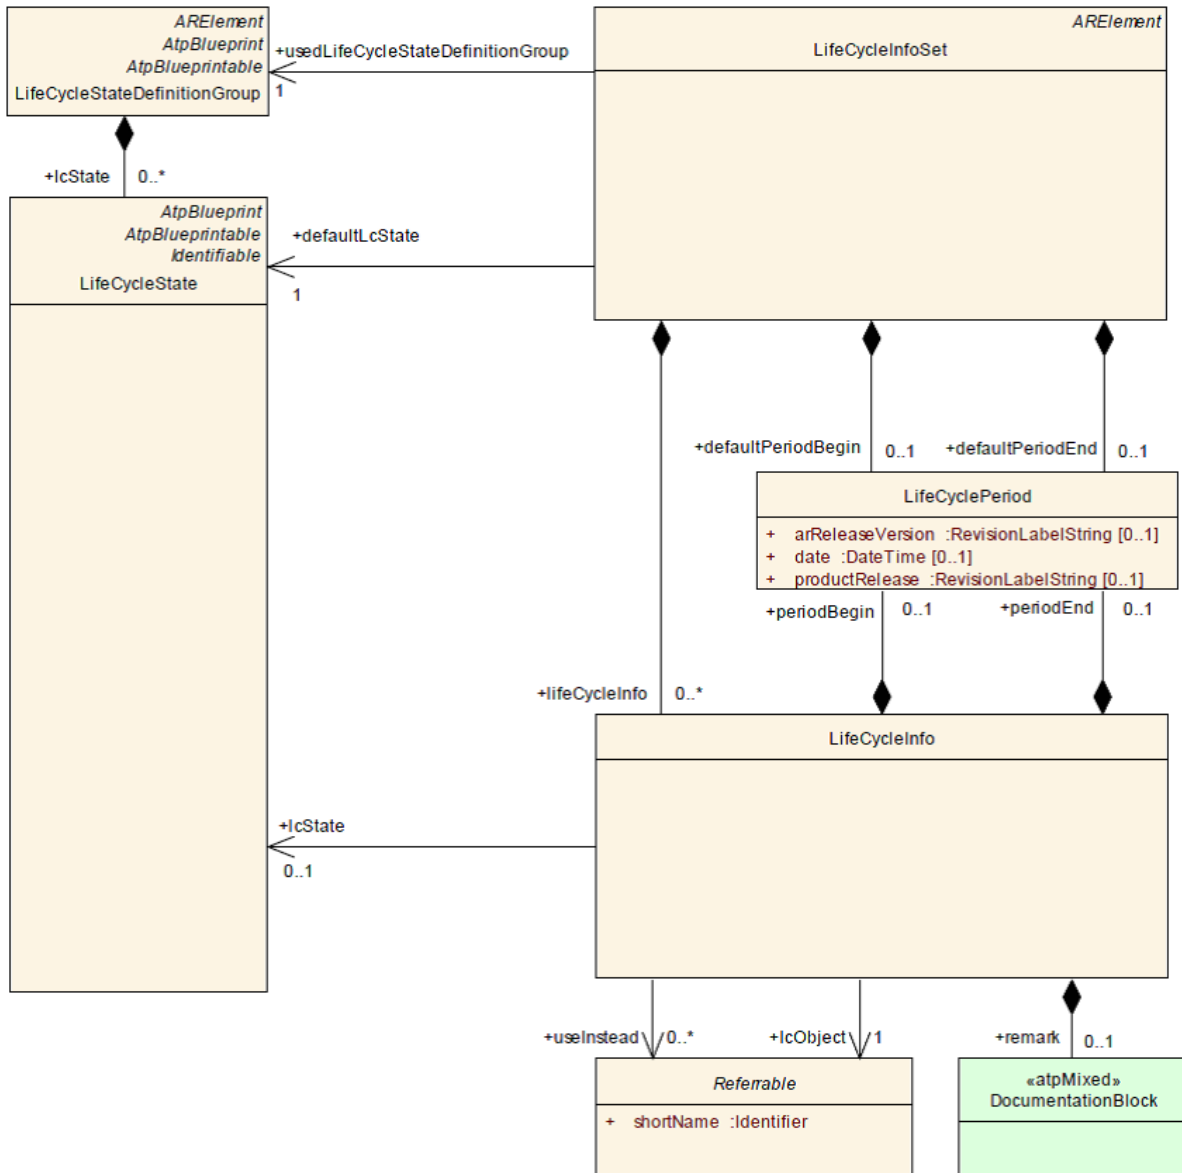 ARElement
AtpBlueprint
AtpBlueprintable
LifeCycleStateDefinitionGroup
+usedLifeCycleStateDefinitionGroup
1
ARElement
LifeCycleInfoSet
+lcState 0..*
AtpBlueprint
AtpBlueprintable
Identifiable
LifeCycleState
+defaultLcState
1
+defaultPeriodBegin 0..1 +defaultPeriodEnd 0..1
LifeCyclePeriod
+ arReleaseVersion :RevisionLabelString [0..1]
+ date :DateTime [0..1]
+ productRelease :RevisionLabelString [0..1]
+periodBegin 0..1 +periodEnd 0..1
+lifeCycleInfo 0..*
LifeCycleInfo
+lcState
0..1
+useInstead 0..* +lcObject 1 +remark 0..1
Referrable
+ shortName :Identifier
«atpMixed»
DocumentationBlock